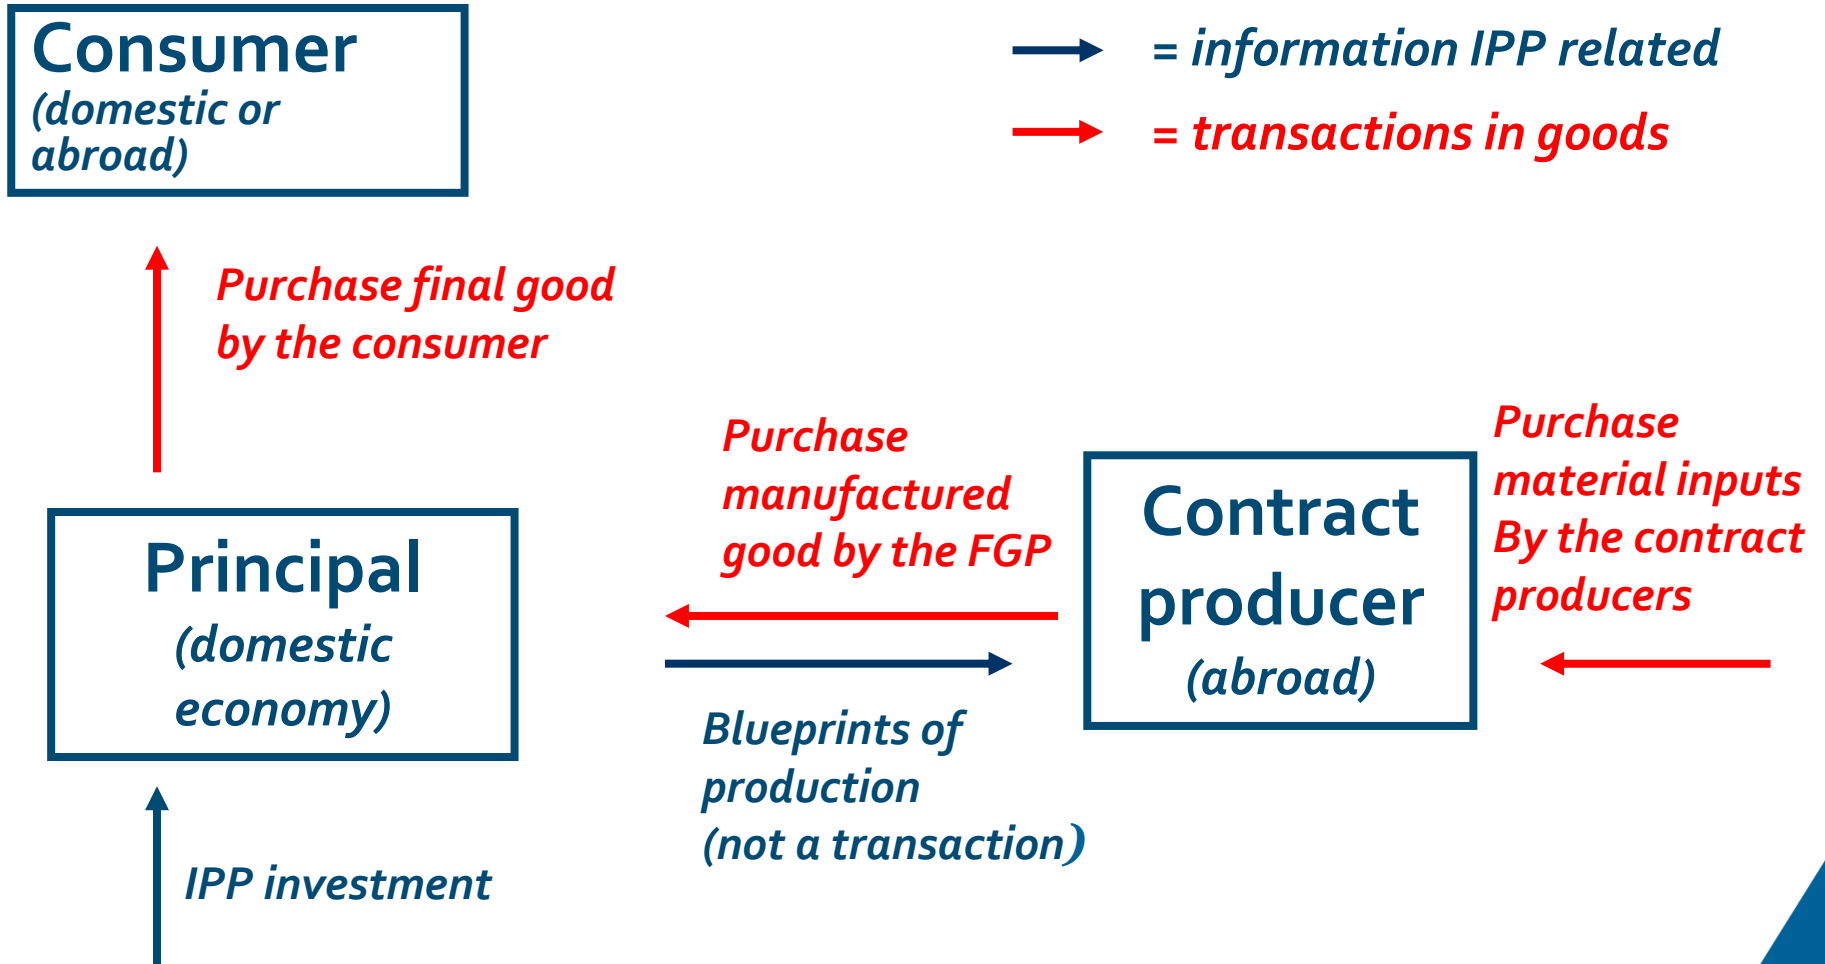 Consumer
(domestic or
abroad)
= information IPP related
= transactions in goods
Purchase final good
by the consumer
Purchase
manufactured
good by the FGP
Contract
producer
(abroad)
Purchase
material inputs
By the contract
producers
Principal
(domestic
economy)
Blueprints of
production
(not a transaction)
IPP investment